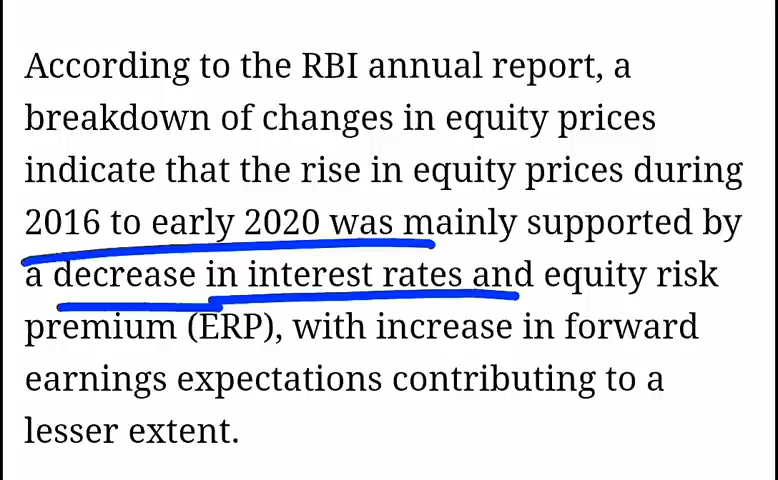 According to the RBI annual report, a
breakdown of changes in equity prices
indicate that the rise in equity prices during
2016 to early 2020 was mainly supported by
a decrease in interest rates and equity risk
premium (ERP), with increase in forward
earnings expectations contributing to a
lesser extent.